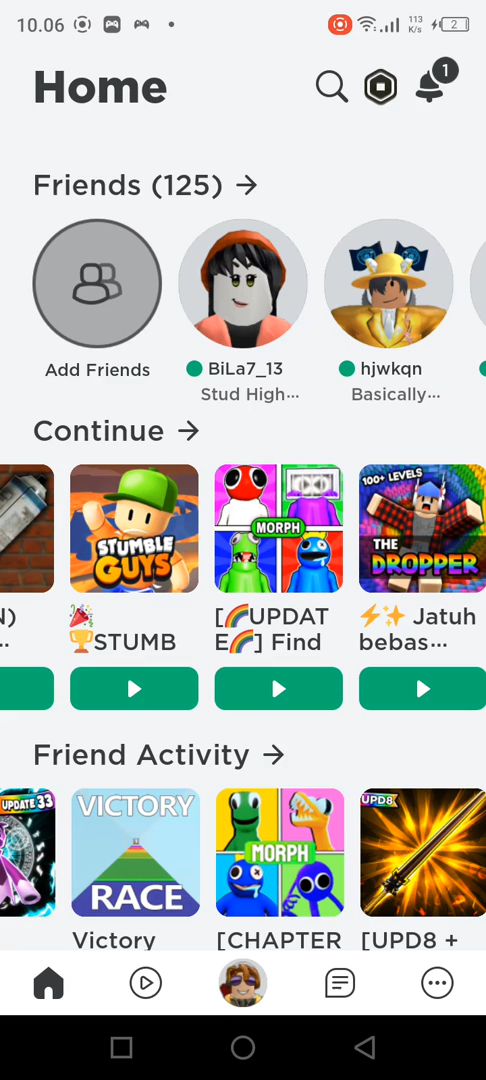 10.06
113
K/s
2
Home
1
Friends (125) →
Add Friends
BiLa7_13
Stud High...
hjwkqn
Basically...
Continue →
STUMBLE
GUYS
MORPH
100+ LEVELS
THE
DROPPER
N)
...
🎉
🏆STUMB
[🌈UPDAT
E🌈] Find
⚡✨ Jatuh
bebas...
Friend Activity →
UPDATE 33
VICTORY
RACE
MORPH
UPD8
Victory
[CHAPTER
[UPD8 +